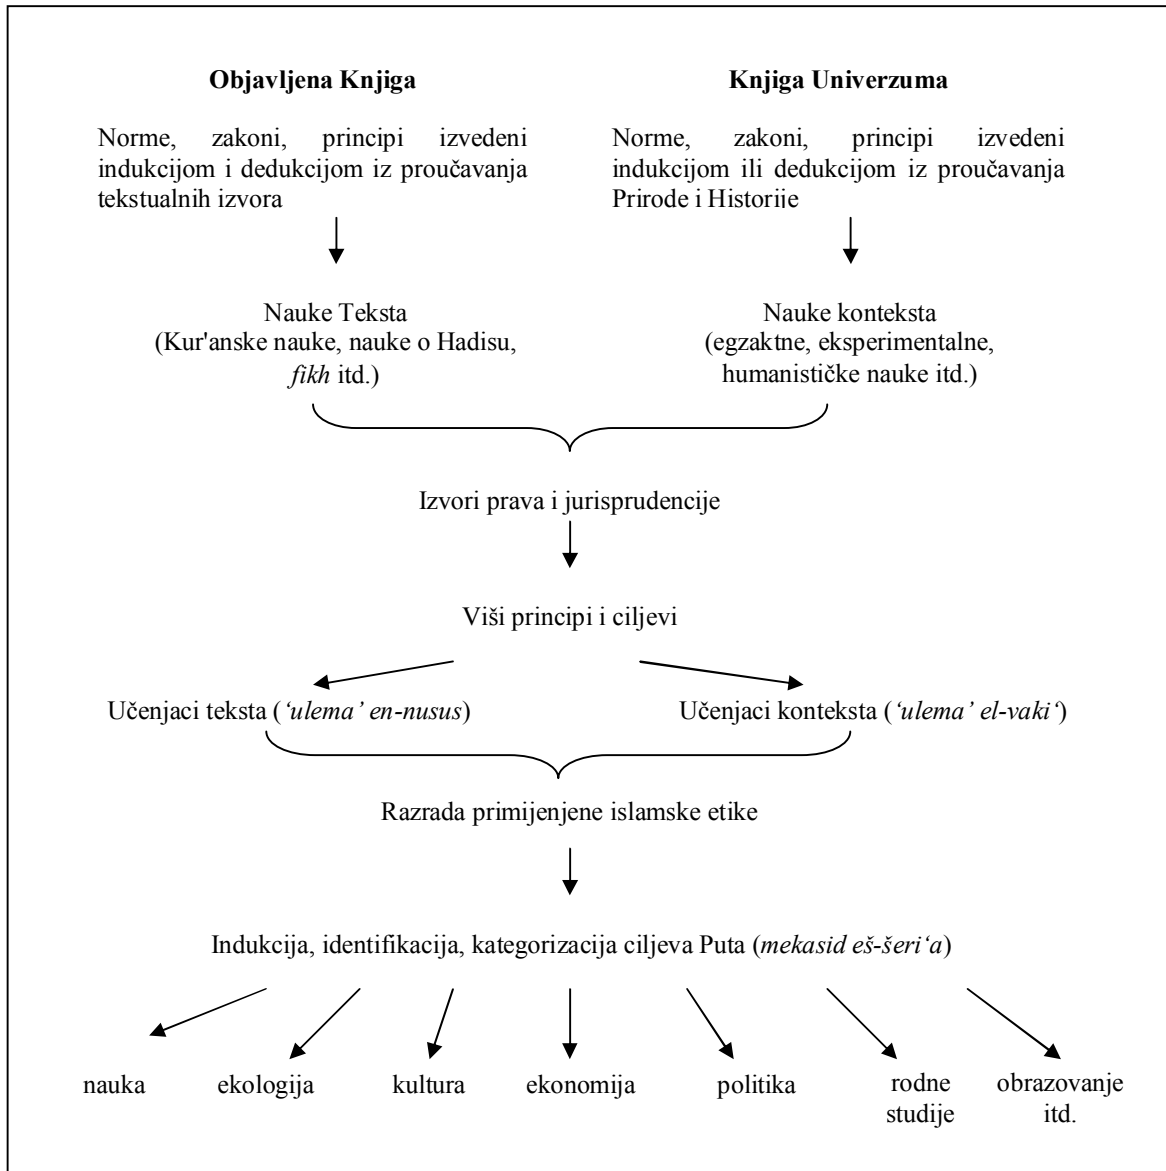 Objavljena Knjiga
Norme, zakoni, principi izvedeni
indukcijom i dedukcijom iz proučavanja
tekstualnih izvora
Knjiga Univerzuma
Norme, zakoni, principi izvedeni
indukcijom ili dedukcijom iz proučavanja
Prirode i Historije
Nauke Teksta
(Kur'anske nauke, nauke o Hadisu,
fikh itd.)
Nauke konteksta
(egzaktne, eksperimentalne,
humanističke nauke itd.)
Izvori prava i jurisprudencije
Viši principi i ciljevi
Učenjaci teksta (‘ulema’ en-nusus)
Učenjaci konteksta (‘ulema’ el-vaki‘)
Razrada primijenjene islamske etike
Indukcija, identifikacija, kategorizacija ciljeva Puta (mekasid eš-šeri‘a)
nauka
ekologija
kultura
ekonomija
politika
rodne
studije
obrazovanje
itd.